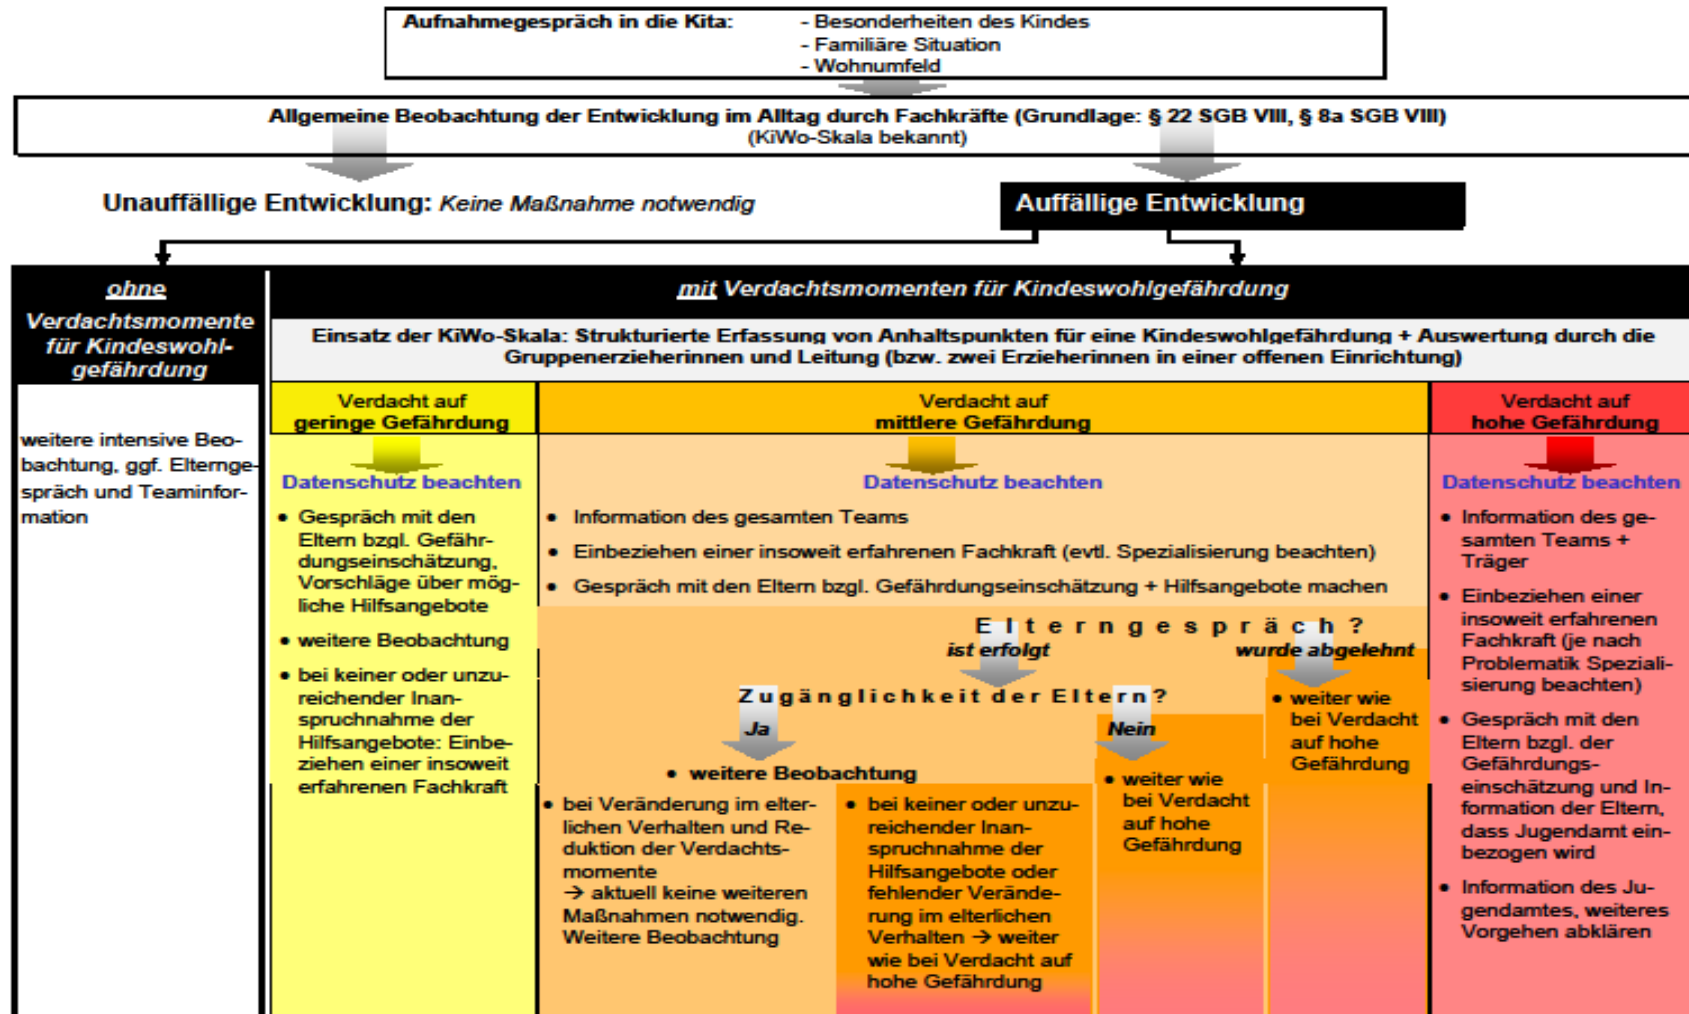 Aufnahmegespräch in die Kita: - Besonderheiten des Kindes
- Familiäre Situation
- Wohnumfeld
Allgemeine Beobachtung der Entwicklung im Alltag durch Fachkräfte (Grundlage: § 22 SGB VIII, § 8a SGB VIII)
(KiWo-Skala bekannt)
Unauffällige Entwicklung: Keine Maßnahme notwendig
Auffällige Entwicklung
ohne
Verdachtsmomente
für Kindeswohl-
gefährdung
weitere intensive Beo-
bachtung, ggf. Elternge-
spräch und Teaminfor-
mation
mit Verdachtsmomenten für Kindeswohlgefährdung
Einsatz der KiWo-Skala: Strukturierte Erfassung von Anhaltspunkten für eine Kindeswohlgefährdung + Auswertung durch die
Gruppenerzieherinnen und Leitung (bzw. zwei Erzieherinnen in einer offenen Einrichtung)
Verdacht auf
geringe Gefährdung
Datenschutz beachten
• Gespräch mit den
Eltern bzgl. Gefähr-
dungseinschätzung,
Vorschläge über mög-
liche Hilfsangebote
• weitere Beobachtung
• bei keiner oder unzu-
reichender Inan-
spruchnahme der
Hilfsangebote: Einbe-
ziehen einer insoweit
erfahrenen Fachkraft
Verdacht auf
mittlere Gefährdung
Datenschutz beachten
• Information des gesamten Teams
• Einbeziehen einer insoweit erfahrenen Fachkraft (evtl. Spezialisierung beachten)
• Gespräch mit den Eltern bzgl. Gefährdungseinschätzung + Hilfsangebote machen
Elterngespräch?
ist erfolgt
wurde abgelehnt
Zugänglichkeit der Eltern?
Ja
Nein
• weitere Beobachtung
• bei Veränderung im elter-
lichen Verhalten und Re-
duktion der Verdachts-
momente
→ aktuell keine weiteren
Maßnahmen notwendig.
Weitere Beobachtung
• bei keiner oder unzu-
reichender Inan-
spruchnahme der
Hilfsangebote oder
fehlender Verände-
rung im elterlichen
Verhalten → weiter
wie bei Verdacht auf
hohe Gefährdung
• weiter wie
bei Verdacht
auf hohe
Gefährdung
• weiter wie
bei Verdacht
auf hohe
Gefährdung
Verdacht auf
hohe Gefährdung
Datenschutz beachten
• Information des ge-
samten Teams +
Träger
• Einbeziehen einer
insoweit erfahrenen
Fachkraft (je nach
Problematik Speziali-
sierung beachten)
• Gespräch mit den
Eltern bzgl. der
Gefährdungs-
einschätzung und In-
formation der Eltern,
dass Jugendamt ein-
bezogen wird
• Information des Ju-
gendamtes, weiteres
Vorgehen abklären